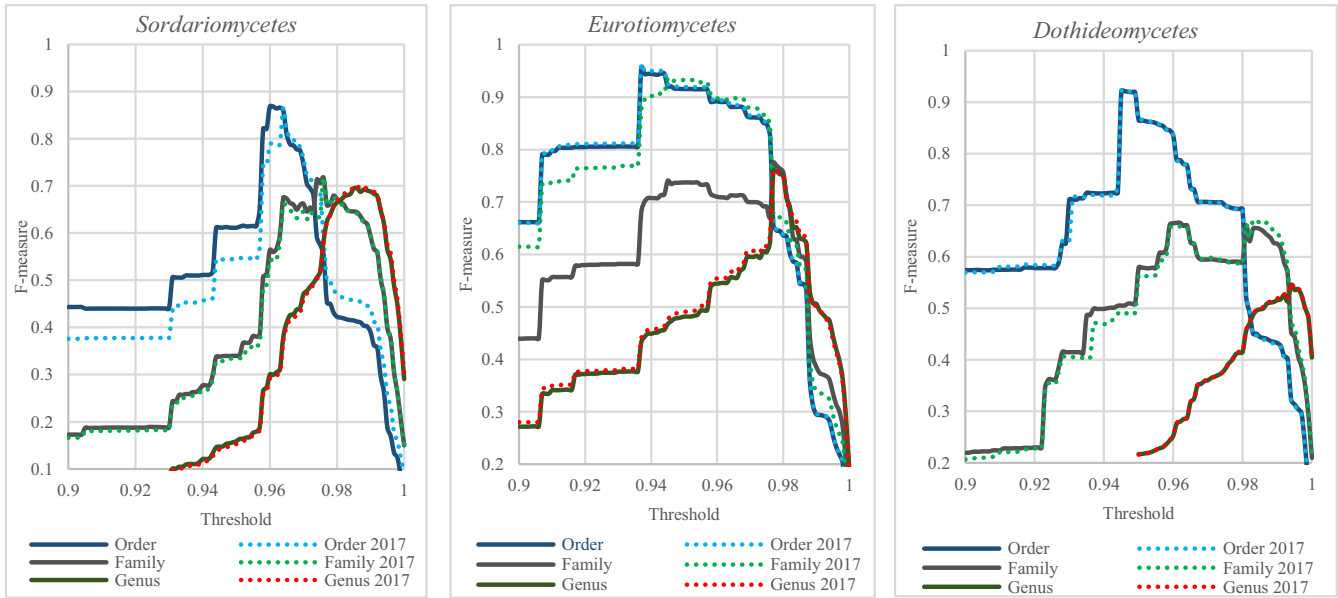 Sordariomycetes
1
0.9
0.8
0.7
0.6
0.5
0.4
0.3
0.2
0.1
F-measure
0.9 0.92 0.94 0.96 0.98 1
Threshold
Order Order 2017
Family Family 2017
Genus Genus 2017
Eurotiomycetes
1
0.9
0.8
0.7
0.6
0.5
0.4
0.3
0.2
F-measure
0.9 0.92 0.94 0.96 0.98 1
Threshold
Order Order 2017
Family Family 2017
Genus Genus 2017
Dothideomycetes
1
0.9
0.8
0.7
0.6
0.5
0.4
0.3
0.2
F-measure
0.9 0.92 0.94 0.96 0.98 1
Threshold
Order Order 2017
Family Family 2017
Genus Genus 2017